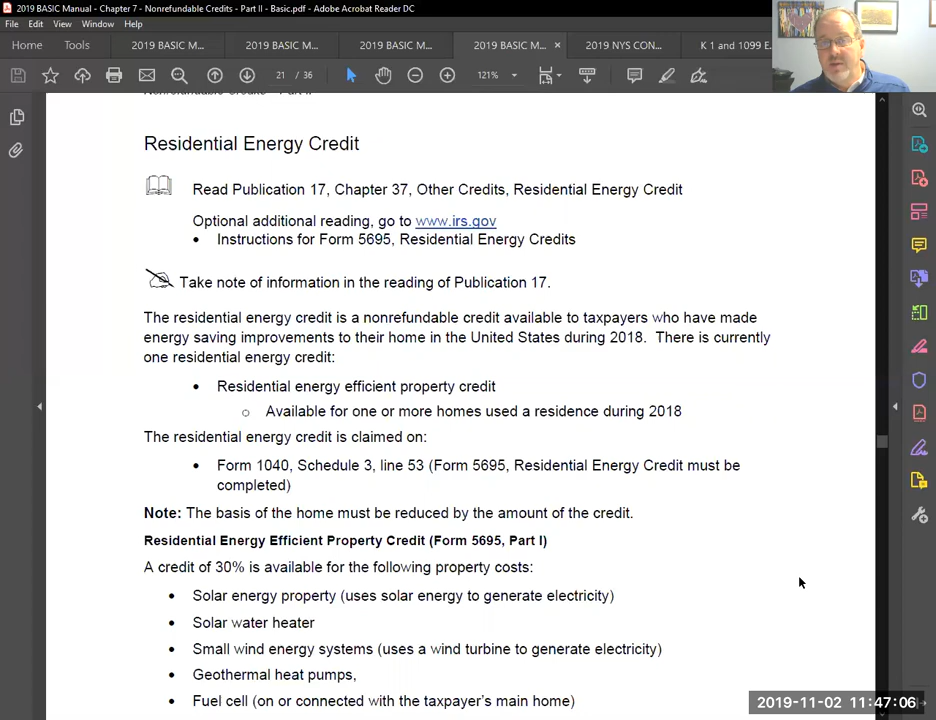 2019 BASIC Manual - Chapter 7 - Nonrefundable Credits - Part II - Basic.pdf - Adobe Acrobat Reader DC
File Edit View Window Help
Home Tools 2019 BASIC M... 2019 BASIC M... 2019 BASIC M... 2019 BASIC M... × 2019 NYS CON... K 1 and 1099 E
21 / 36 121%
Nonrefundable Credits - Part II
Residential Energy Credit
Read Publication 17, Chapter 37, Other Credits, Residential Energy Credit
Optional additional reading, go to www.irs.gov
• Instructions for Form 5695, Residential Energy Credits
Take note of information in the reading of Publication 17.
The residential energy credit is a nonrefundable credit available to taxpayers who have made
energy saving improvements to their home in the United States during 2018. There is currently
one residential energy credit:
• Residential energy efficient property credit
o Available for one or more homes used a residence during 2018
The residential energy credit is claimed on:
• Form 1040, Schedule 3, line 53 (Form 5695, Residential Energy Credit must be
completed)
Note: The basis of the home must be reduced by the amount of the credit.
Residential Energy Efficient Property Credit (Form 5695, Part I)
A credit of 30% is available for the following property costs:
• Solar energy property (uses solar energy to generate electricity)
• Solar water heater
• Small wind energy systems (uses a wind turbine to generate electricity)
• Geothermal heat pumps,
• Fuel cell (on or connected with the taxpayer's main home)
2019-11-02 11:47:06